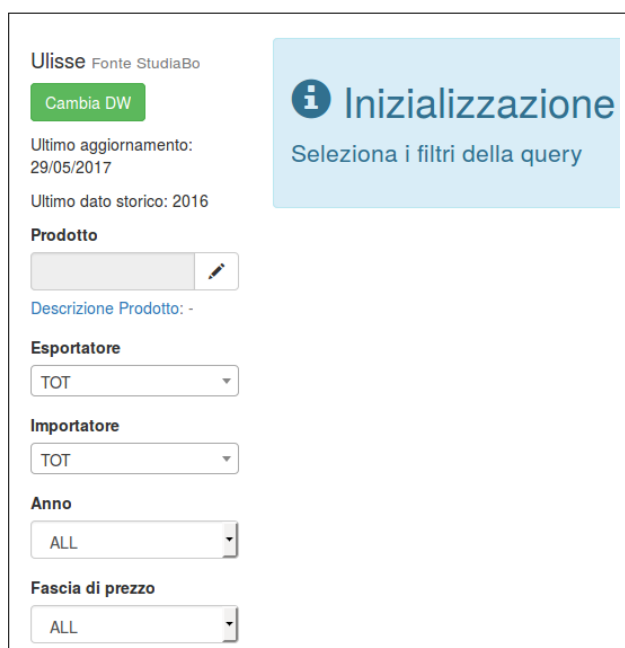 Ulisse Fonte StudiaBo
Cambia DW
Ultimo aggiornamento:
29/05/2017
Ultimo dato storico: 2016
Prodotto
Descrizione Prodotto: -
Esportatore
TOT
Importatore
TOT
Anno
ALL
Fascia di prezzo
ALL
Inizializzazione
Seleziona i filtri della query